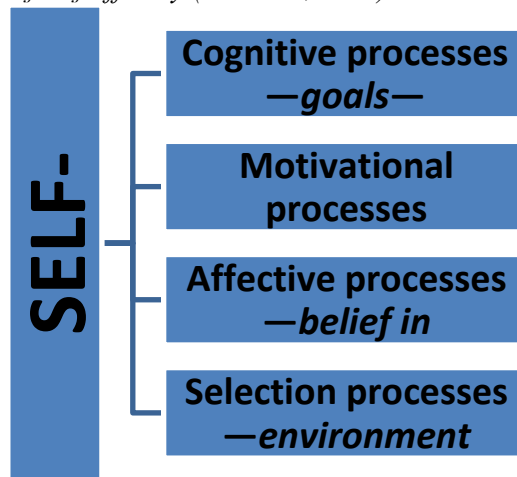 SELF-
Cognitive processes
—goals—
Motivational
processes
Affective processes
—belief in
Selection processes
—environment